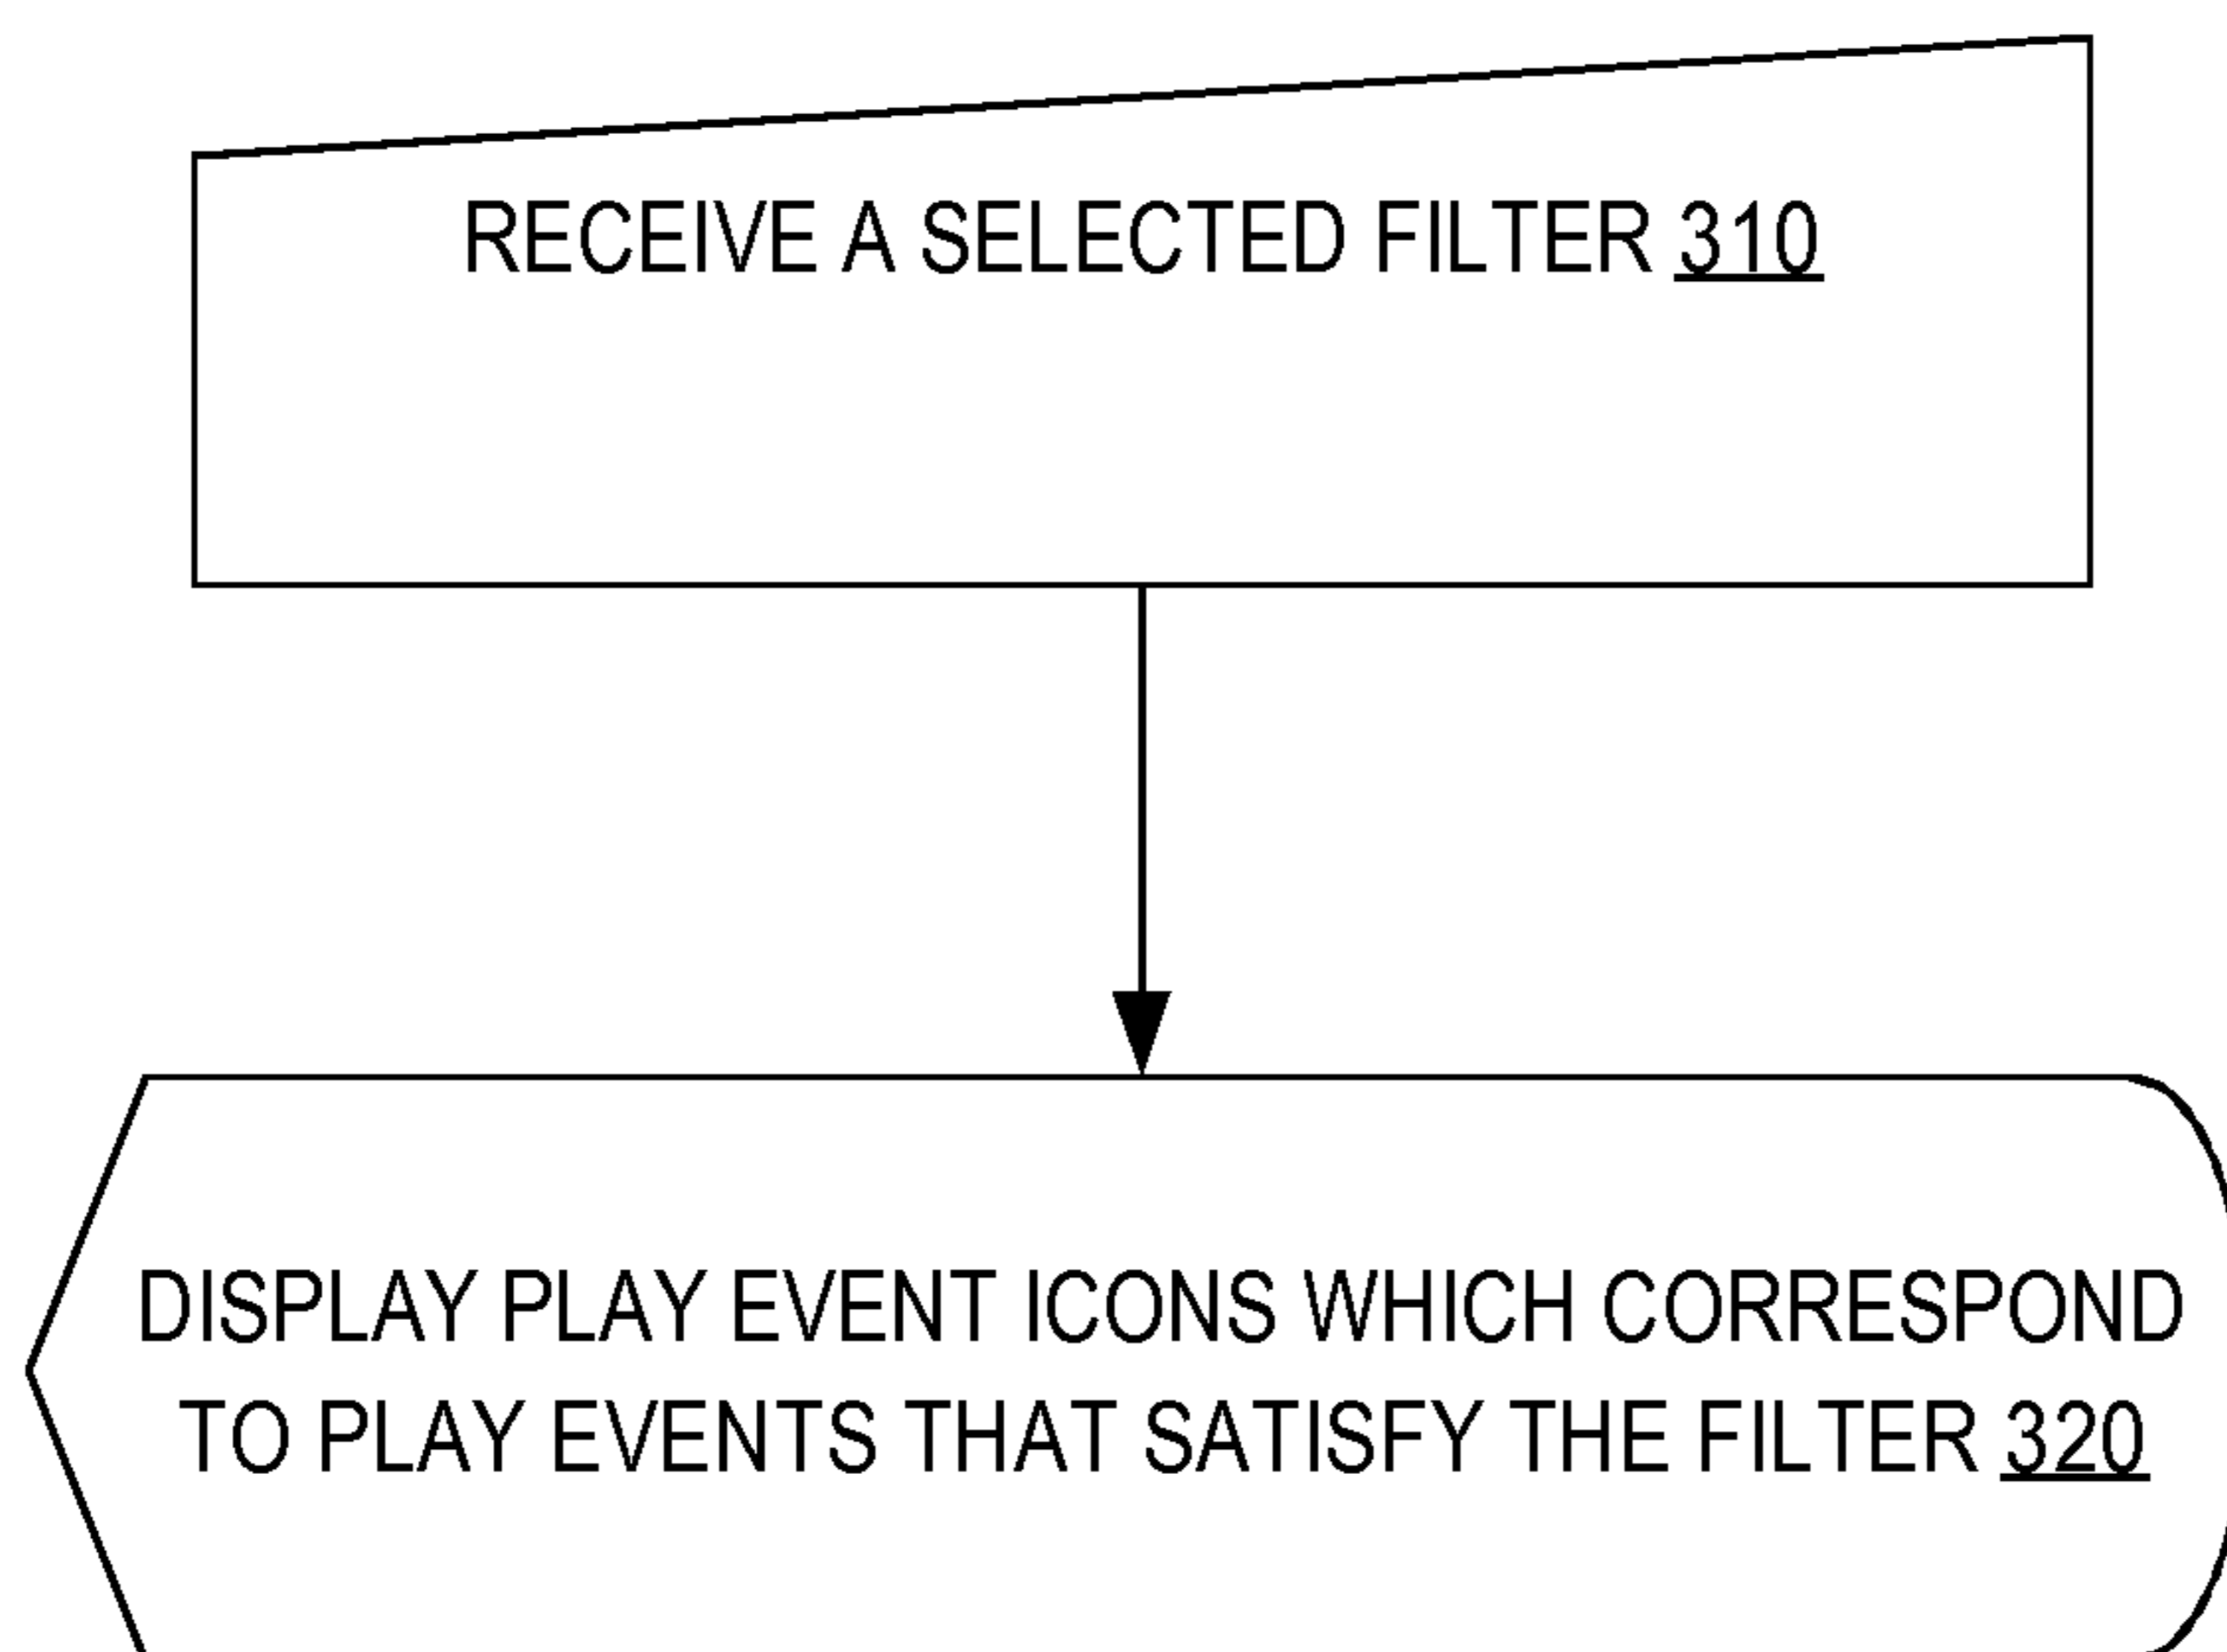 RECEIVE A SELECTED FILTER 310
DISPLAY PLAY EVENT ICONS WHICH CORRESPOND
TO PLAY EVENTS THAT SATISFY THE FILTER 320